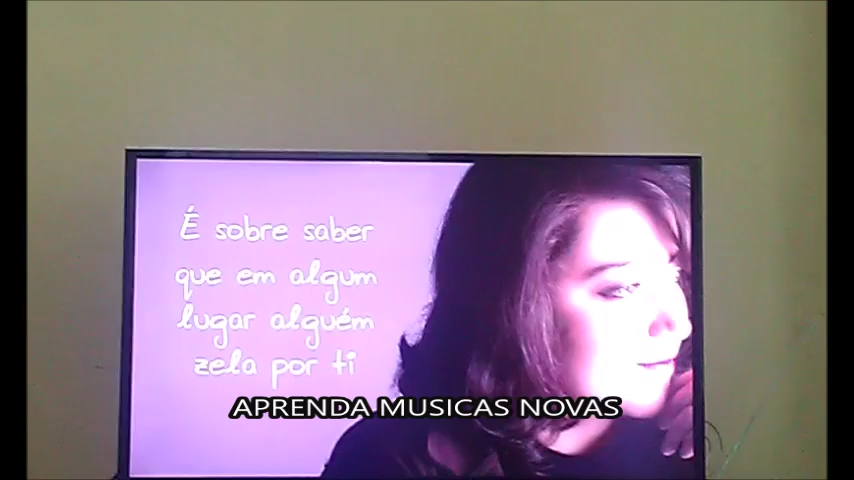 É sobre saber
que em algum
lugar alguém
zela por ti
APRENDA MUSICAS NOVAS